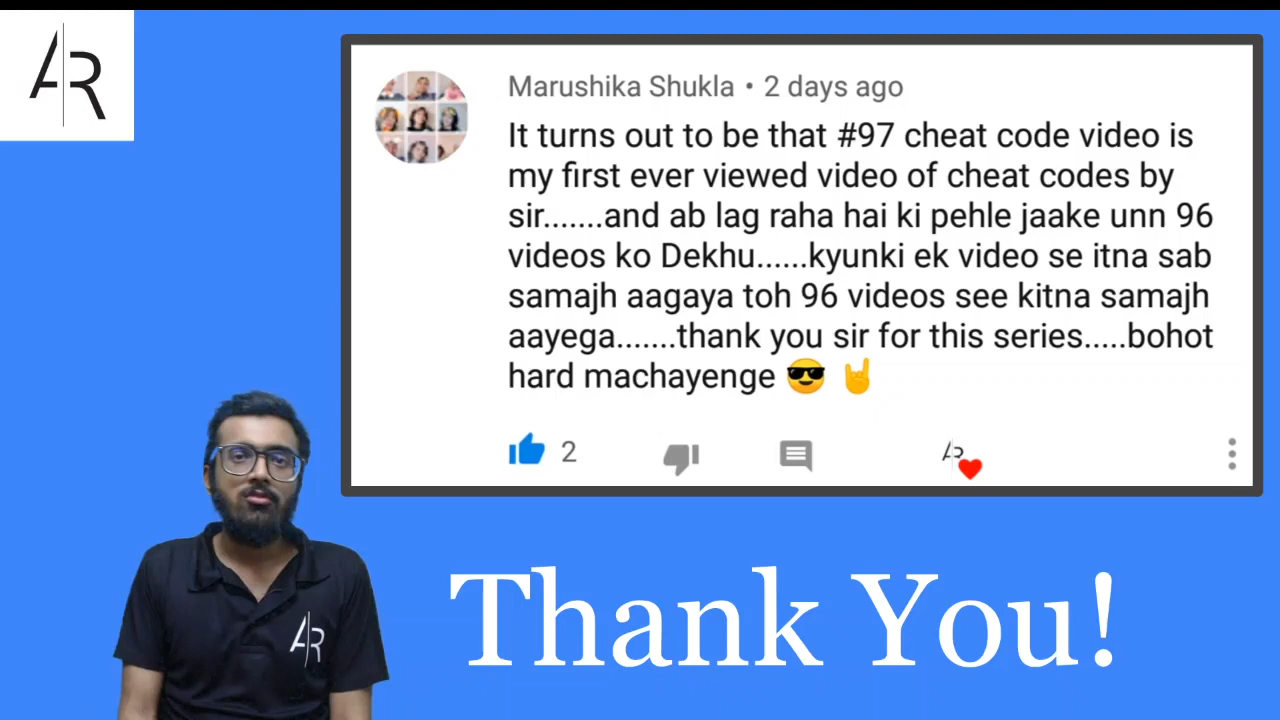 AR
Marushika Shukla • 2 days ago
It turns out to be that #97 cheat code video is
my first ever viewed video of cheat codes by
sir.......and ab lag raha hai ki pehle jaake unn 96
videos ko Dekhu......kyunki ek video se itna sab
samajh aagaya toh 96 videos see kitna samajh
aayega.......thank you sir for this series.....bohot
hard machayenge 😎 🤘
2
AR
AR
Thank You!